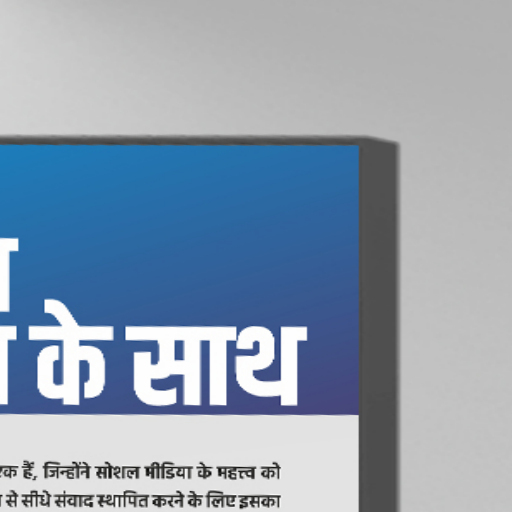 के साथ
हैं, जिन्होंने सोशल मीडिया के महत्त्व को
से सीधे संवाद स्थापित करने के लिए इसका